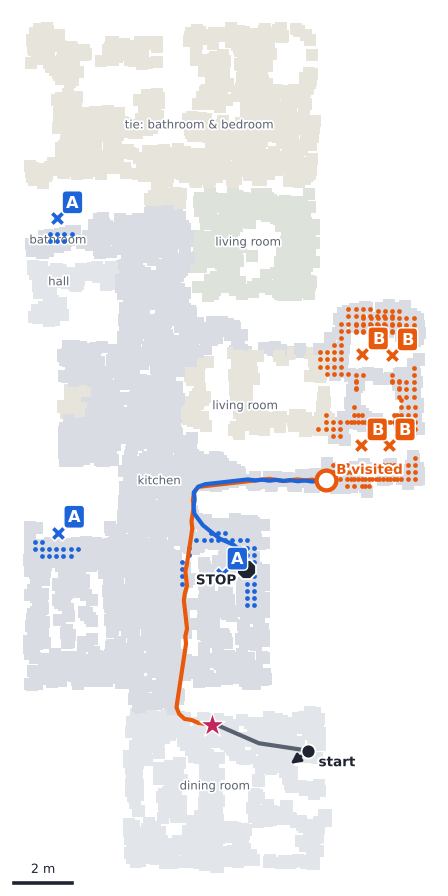 tie: bathroom & bedroom
A
bathroom
living room
hall
B B
living room
B B
B visited
kitchen
A
A
STOP
start
dining room
2 m